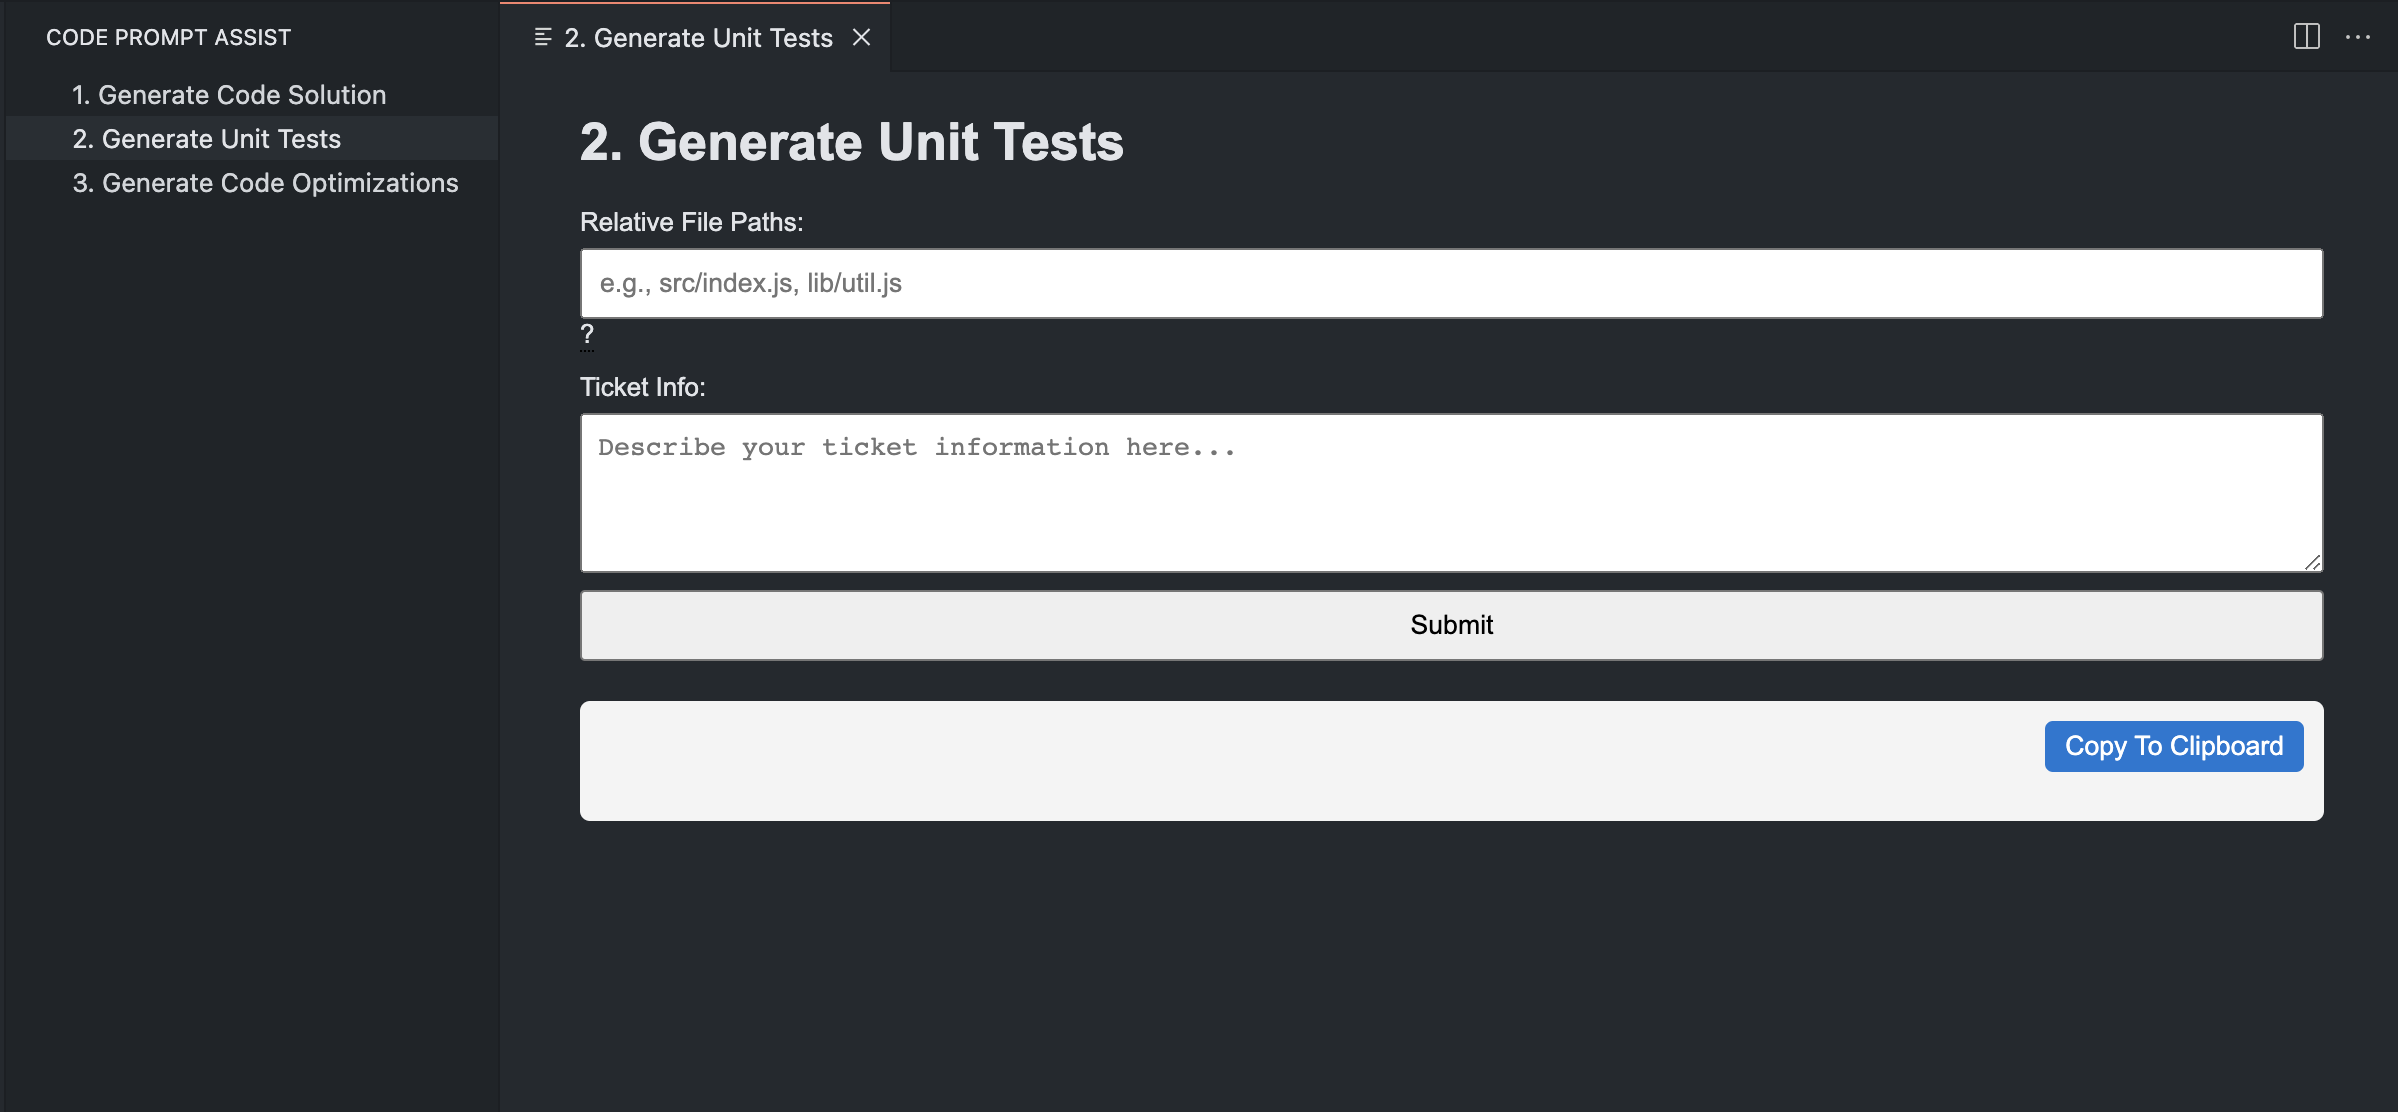 CODE PROMPT ASSIST
1. Generate Code Solution
2. Generate Unit Tests
3. Generate Code Optimizations
2. Generate Unit Tests
2. Generate Unit Tests
Relative File Paths:
e.g., src/index.js, lib/util.js
?
Ticket Info:
Describe your ticket information here...
Submit
Copy To Clipboard